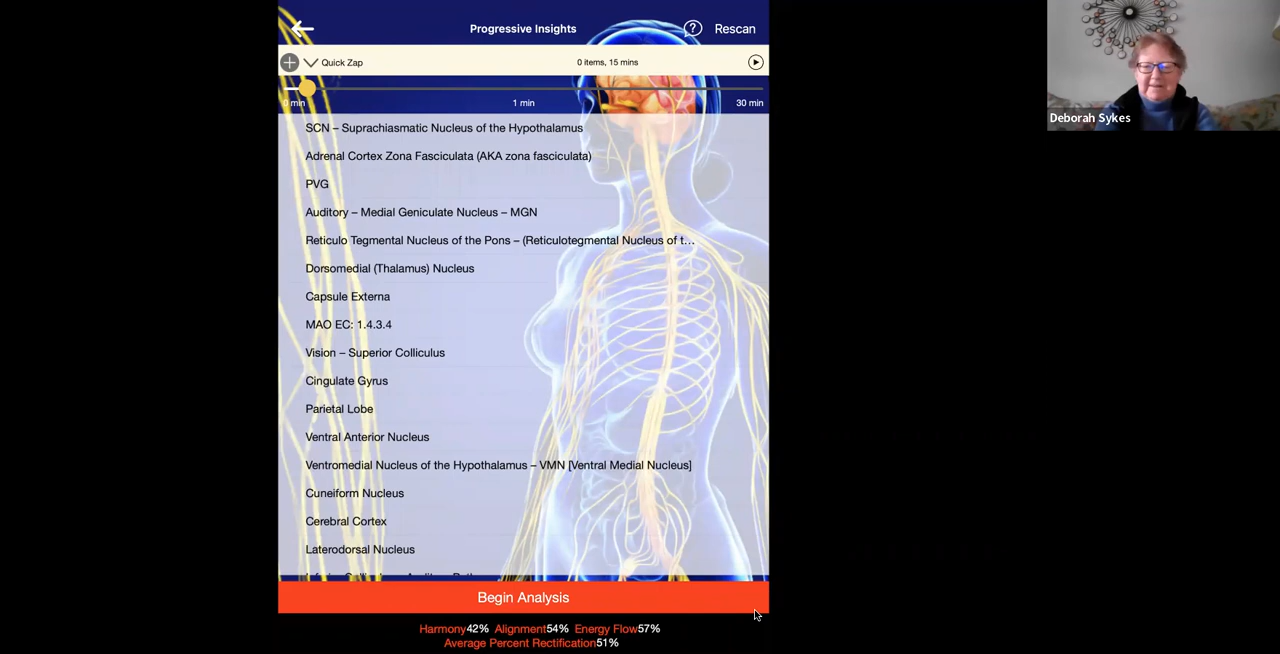 Progressive Insights
Rescan
Quick Zap
0 items, 15 mins
0 min
1 min
30 min
SCN – Suprachiasmatic Nucleus of the Hypothalamus
Adrenal Cortex Zona Fasciculata (AKA zona fasciculata)
PVG
Auditory – Medial Geniculate Nucleus – MGN
Reticulo Tegmental Nucleus of the Pons – (Reticulotegmental Nucleus of t…
Dorsomedial (Thalamus) Nucleus
Capsule Externa
MAO EC: 1.4.3.4
Vision – Superior Colliculus
Cingulate Gyrus
Parietal Lobe
Ventral Anterior Nucleus
Ventromedial Nucleus of the Hypothalamus – VMN [Ventral Medial Nucleus]
Cuneiform Nucleus
Cerebral Cortex
Laterodorsal Nucleus
Begin Analysis
Harmony42% Alignment54% Energy Flow57%
Average Percent Rectification51%
Deborah Sykes